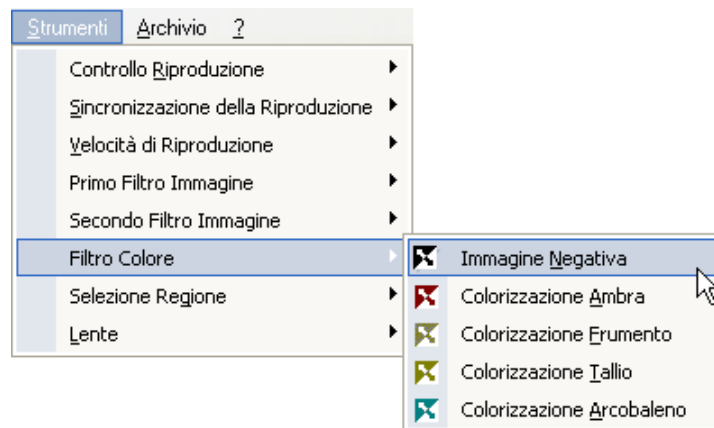 Strumenti Archivio ?
Controllo Riproduzione
Sincronizzazione della Riproduzione
Velocità di Riproduzione
Primo Filtro Immagine
Secondo Filtro Immagine
Filtro Colore
Selezione Regione
Lente
Immagine Negativa
Colorizzazione Ambra
Colorizzazione Frumento
Colorizzazione Tallio
Colorizzazione Arcobaleno